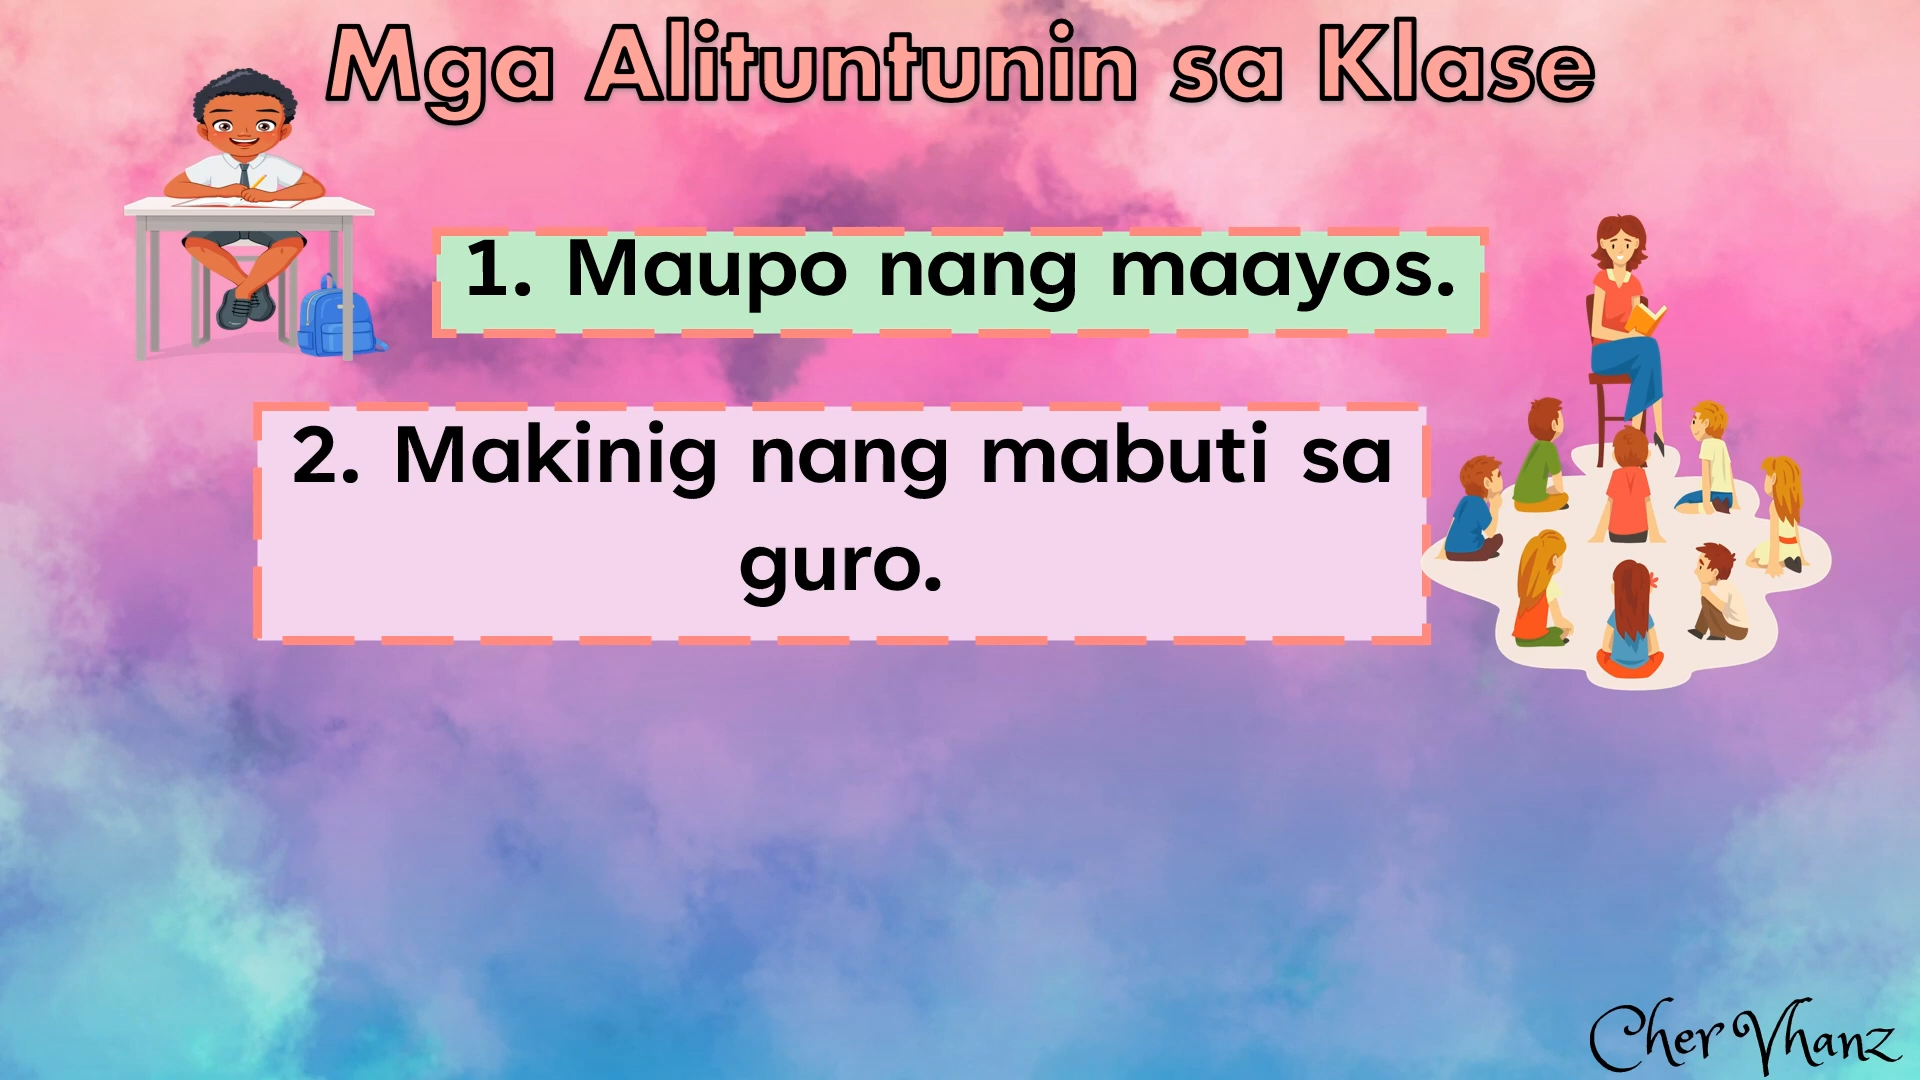 Mga Alituntunin sa Klase
1. Maupo nang maayos.
2. Makinig nang mabuti sa
guro.
Cher Vhanz